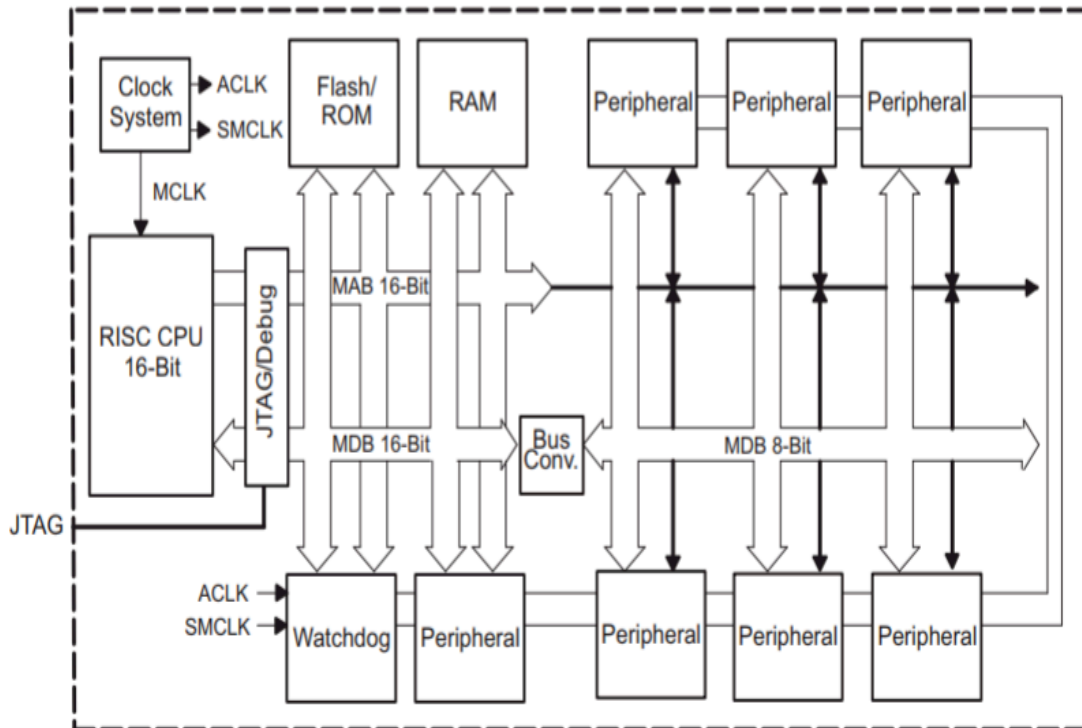 Clock
System
ACLK
SMCLK
MCLK
Flash/
ROM
RAM
Peripheral
Peripheral
Peripheral
RISC CPU
16-Bit
JTAG/Debug
MAB 16-Bit
MDB 16-Bit
Bus
Conv.
MDB 8-Bit
JTAG
ACLK
SMCLK
Watchdog
Peripheral
Peripheral
Peripheral
Peripheral